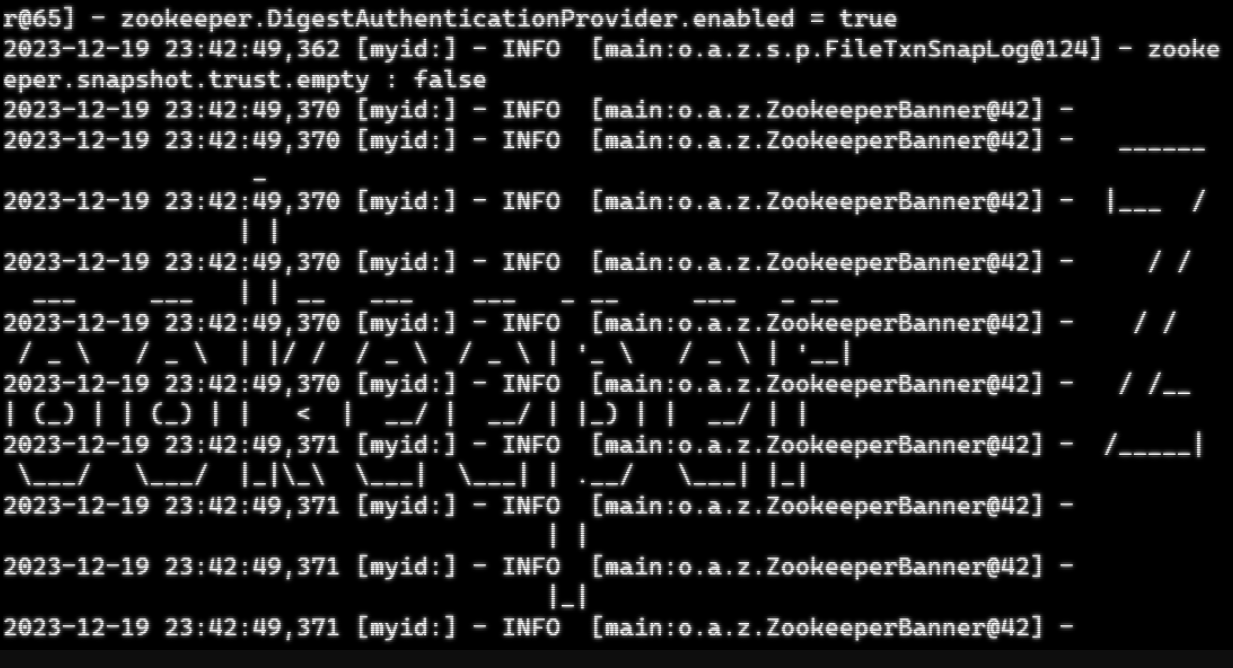 r@65] - zookeeper.DigestAuthenticationProvider.enabled = true
2023-12-19 23:42:49,362 [myid:] - INFO  [main:o.a.z.s.p.FileTxnSnapLog@124] - zooke
eper.snapshot.trust.empty : false
2023-12-19 23:42:49,370 [myid:] - INFO  [main:o.a.z.ZookeeperBanner@42] -
2023-12-19 23:42:49,370 [myid:] - INFO  [main:o.a.z.ZookeeperBanner@42] -   ______
                 _
2023-12-19 23:42:49,370 [myid:] - INFO  [main:o.a.z.ZookeeperBanner@42] -  |___  /
                | |
2023-12-19 23:42:49,370 [myid:] - INFO  [main:o.a.z.ZookeeperBanner@42] -     / /
  ___     ___   | | __   ___    ___   _ __     ___   _ __
2023-12-19 23:42:49,370 [myid:] - INFO  [main:o.a.z.ZookeeperBanner@42] -    / /
 / _ \   / _ \  | |/ /  / _ \  / _ \ | '_ \   / _ \ | '__|
2023-12-19 23:42:49,370 [myid:] - INFO  [main:o.a.z.ZookeeperBanner@42] -   / /__
| (_) | | (_) | |   <  |  __/ |  __/ | |_) | |  __/ | |
2023-12-19 23:42:49,371 [myid:] - INFO  [main:o.a.z.ZookeeperBanner@42] -  /_____|
 \___/   \___/  |_|\_\  \___|  \___| | .__/   \___| |_|
2023-12-19 23:42:49,371 [myid:] - INFO  [main:o.a.z.ZookeeperBanner@42] -
                                     | |
2023-12-19 23:42:49,371 [myid:] - INFO  [main:o.a.z.ZookeeperBanner@42] -
                                     |_|
2023-12-19 23:42:49,371 [myid:] - INFO  [main:o.a.z.ZookeeperBanner@42] -